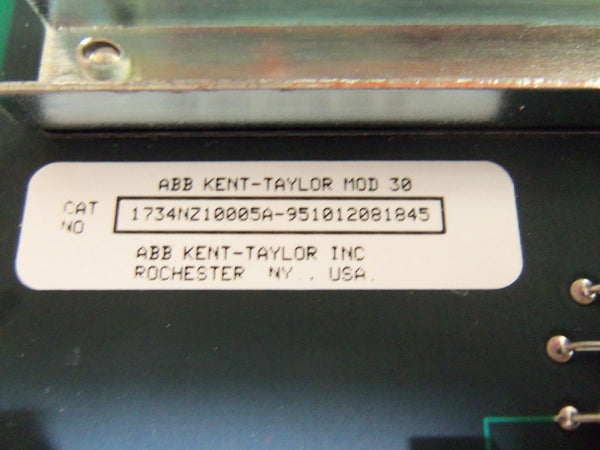 ABB KENT-TAYLOR MOD 30
CAT NO
1734NZ10005A-951012081845
ABB KENT-TAYLOR INC
ROCHESTER NY., USA.